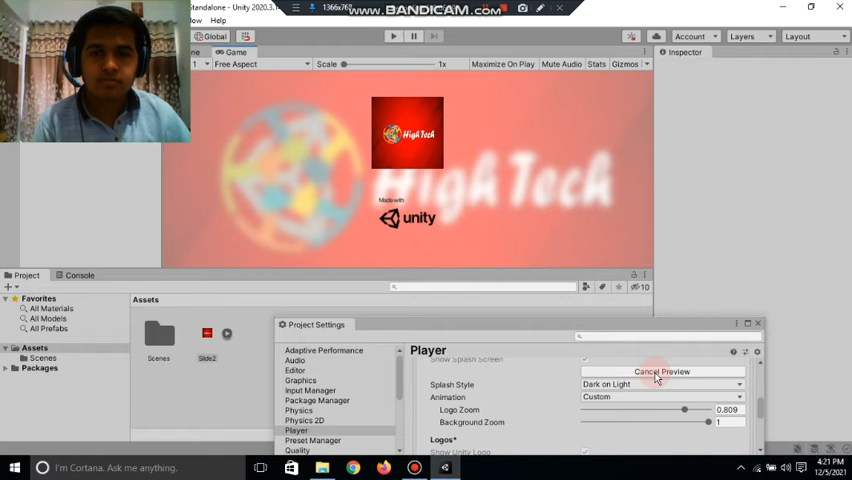 Standalone - Unity 2020.3.
1366x768
www.BANDICAM.com
Help
Global
Account
Layers
Layout
Game
Inspector
Free Aspect
Scale
1x
Maximize On Play
Mute Audio
Stats
Gizmos
High Tech
High Tech
Made with
unity
Project
Console
10
Favorites
All Materials
All Models
All Prefabs
Assets
Scenes
Packages
Assets
Scenes
Slide2
Project Settings
Adaptive Performance
Audio
Editor
Graphics
Input Manager
Package Manager
Physics
Physics 2D
Player
Preset Manager
Quality
Player
Show Splash Screen
Cancel Preview
Splash Style
Dark on Light
Animation
Custom
Logo Zoom
0.809
Background Zoom
1
Logos*
Show Unity Logo
I'm Cortana. Ask me anything.
4:21 PM
12/5/2021